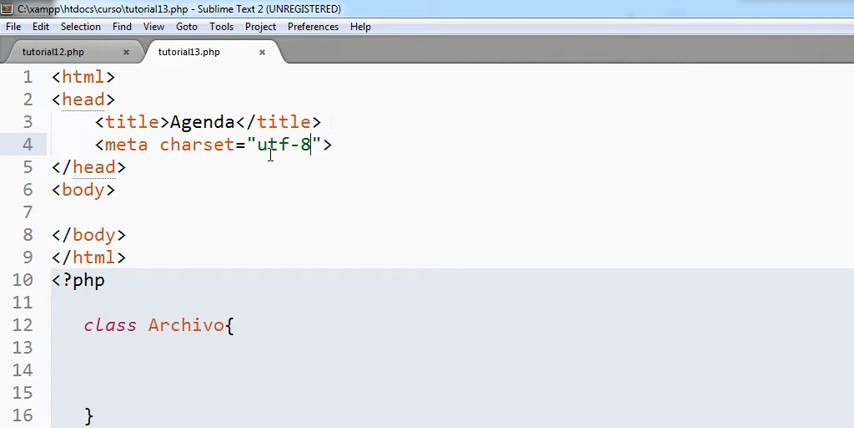 C:\xampp\htdocs\curso\tutorial13.php - Sublime Text 2 (UNREGISTERED)
File Edit Selection Find View Goto Tools Project Preferences Help
tutorial12.php × tutorial13.php ×
1 <html>
2 <head>
3 <title>Agenda</title>
4 <meta charset="utf-8">
5 </head>
6 <body>
7
8 </body>
9 </html>
10 <?php
11
12 class Archivo{
13
14
15
16 }